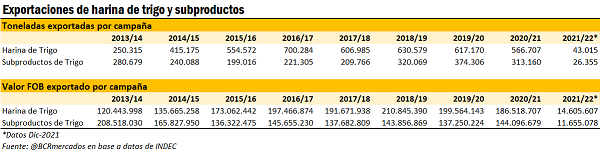 Exportaciones de harina de trigo y subproductos
Toneladas exportadas por campaña
2013/14 2014/15 2015/16 2016/17 2017/18 2018/19 2019/20 2020/21 2021/22*
Harina de Trigo 250.315 415.175 554.572 700.284 606.985 630.579 617.170 566.707 43.015
Subproductos de Trigo 280.679 240.088 199.016 221.305 209.766 320.069 374.306 313.160 26.355
Valor FOB exportado por campaña
2013/14 2014/15 2015/16 2016/17 2017/18 2018/19 2019/20 2020/21 2021/22*
Harina de Trigo 120.443.998 135.665.258 173.062.442 197.466.874 191.671.938 210.845.390 199.564.143 186.518.707 14.605.607
Subproductos de Trigo 208.518.030 165.827.950 136.322.475 145.655.230 137.682.809 143.856.869 137.250.224 144.096.679 11.655.078
*Datos Dic-2021
Fuente: @BCRmercados en base a datos de INDEC